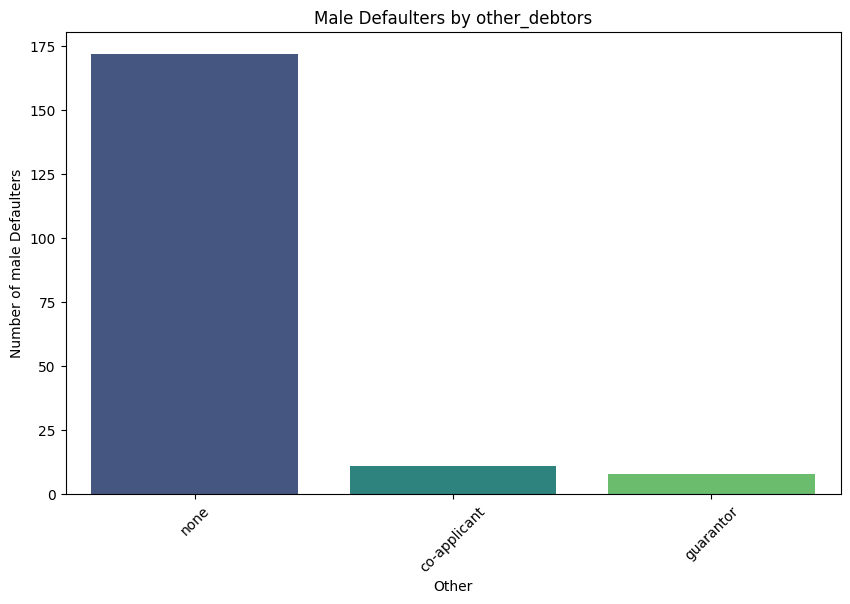 Male Defaulters by other_debtors
Number of male Defaulters
175
150
125
100
75
50
25
0
none
co-applicant
guarantor
Other